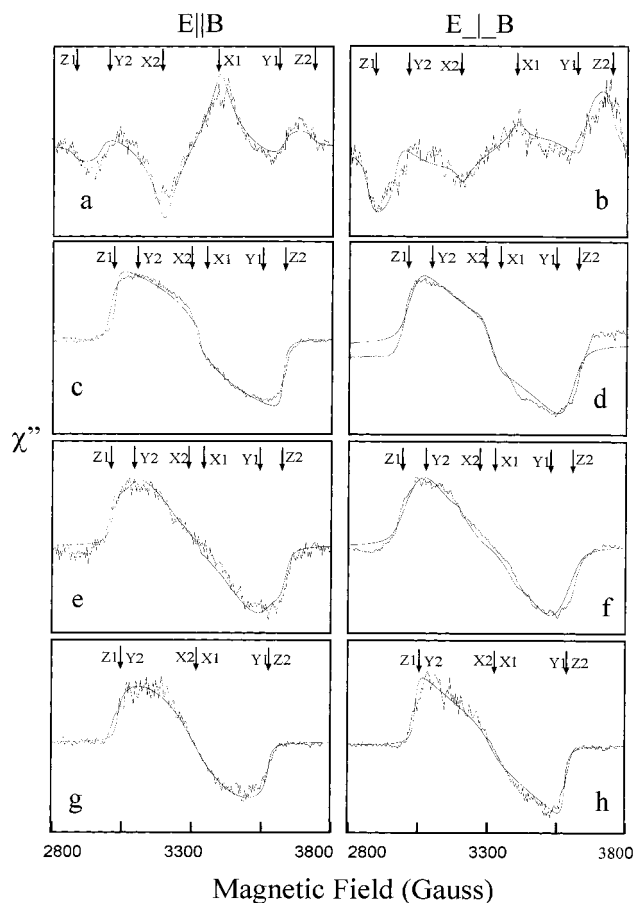 E||B
E_|_B
Z1 Y2 X2 X1 Y1 Z2
Z1 Y2 X2 X1 Y1 Z2
a
b
Z1 Y2 X2 X1 Y1 Z2
Z1 Y2 X2 X1 Y1 Z2
c
d
χ”
Z1 Y2 X2 X1 Y1 Z2
Z1 Y2 X2 X1 Y1 Z2
e
f
Z1 Y2 X2 X1 Y1 Z2
Z1 Y2 X2 X1 Y1 Z2
g
h
2800 3300 3800
2800 3300 3800
Magnetic Field (Gauss)